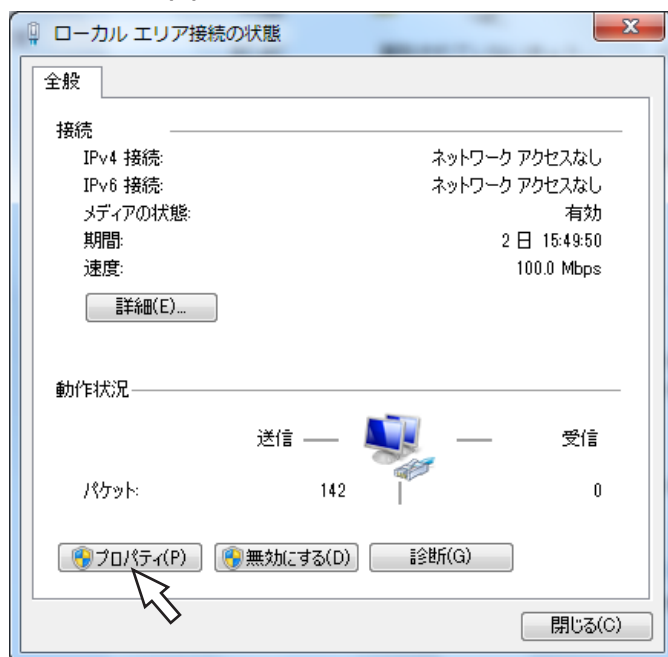 ローカル エリア接続の状態
全般
接続
IPv4 接続: ネットワーク アクセスなし
IPv6 接続: ネットワーク アクセスなし
メディアの状態: 有効
期間: 2 日 15:49:50
速度: 100.0 Mbps
詳細(E)...
動作状況
送信 受信
パケット: 142 0
プロパティ(P) 無効にする(D) 診断(G)
閉じる(C)